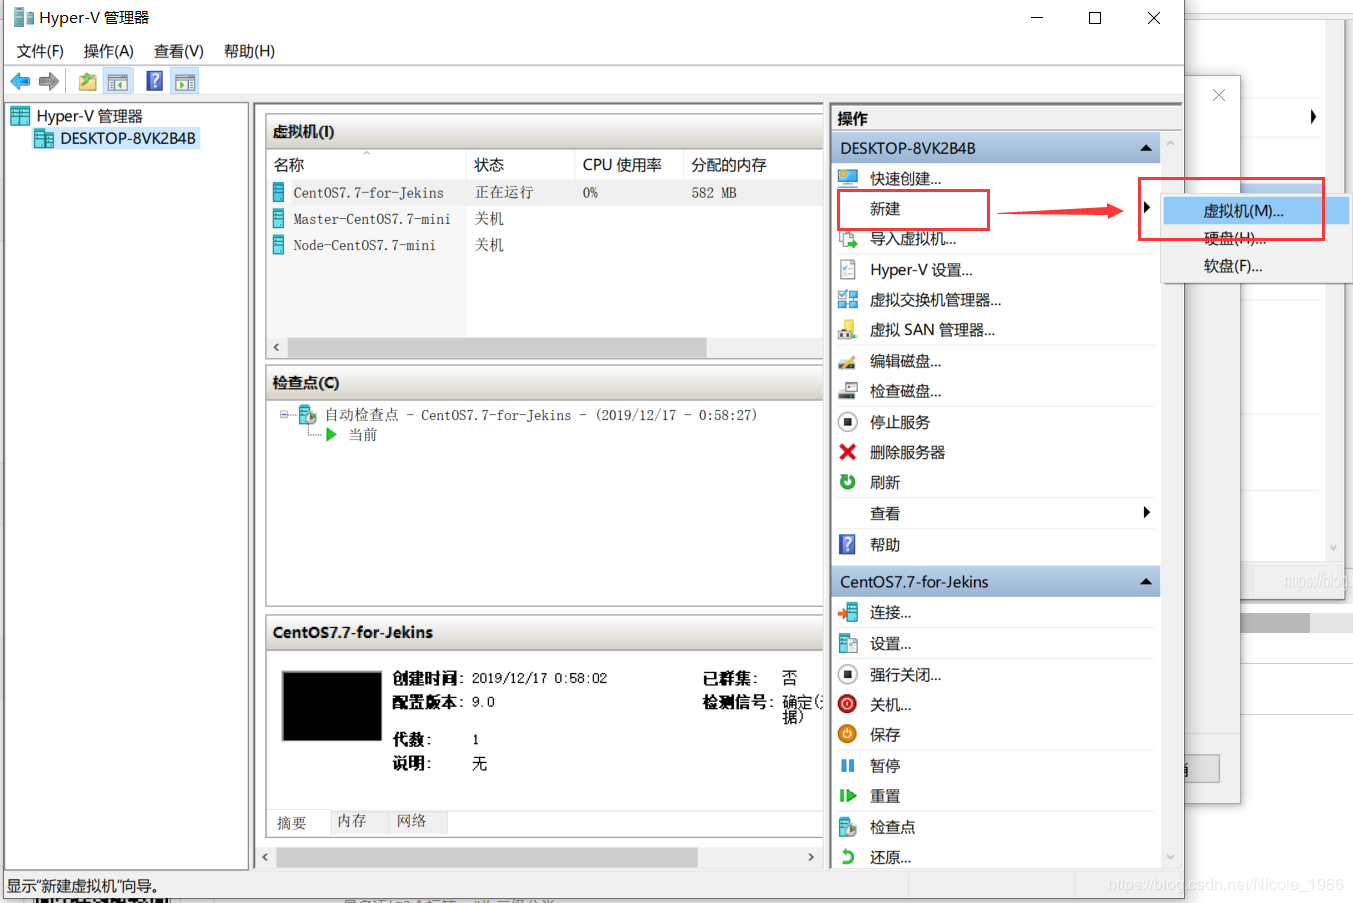 Hyper-V 管理器
文件(F) 操作(A) 查看(V) 帮助(H)
Hyper-V 管理器
DESKTOP-8VK2B4B
虚拟机(I)
名称 状态 CPU 使用率 分配的内存
CentOS7.7-for-Jekins 正在运行 0% 582 MB
Master-CentOS7.7-mini 关机
Node-CentOS7.7-mini 关机
检查点(C)
自动检查点 - CentOS7.7-for-Jekins - (2019/12/17 - 0:58:27)
当前
CentOS7.7-for-Jekins
创建时间: 2019/12/17 0:58:02 已群集: 否
配置版本: 9.0 检测信号: 确定(
据)
代数: 1
说明: 无
摘要 内存 网络
操作
DESKTOP-8VK2B4B
快速创建...
新建
导入虚拟机...
Hyper-V 设置...
虚拟交换机管理器...
虚拟 SAN 管理器...
编辑磁盘...
检查磁盘...
停止服务
删除服务器
刷新
查看
帮助
CentOS7.7-for-Jekins
连接...
设置...
强行关闭...
关机...
保存
暂停
重置
检查点
还原...
虚拟机(M)...
硬盘(H)...
软盘(F)...
https://blog.
显示“新建虚拟机”向导。
https://blog.csdn.net/Nicole_1986